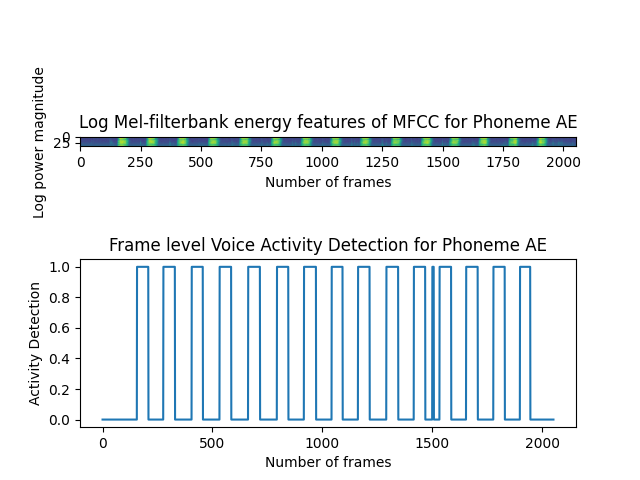 Log Mel-filterbank energy features of MFCC for Phoneme AE
Log power magnitude
0
25
0 250 500 750 1000 1250 1500 1750 2000
Number of frames
Frame level Voice Activity Detection for Phoneme AE
Activity Detection
1.0
0.8
0.6
0.4
0.2
0.0
0 500 1000 1500 2000
Number of frames